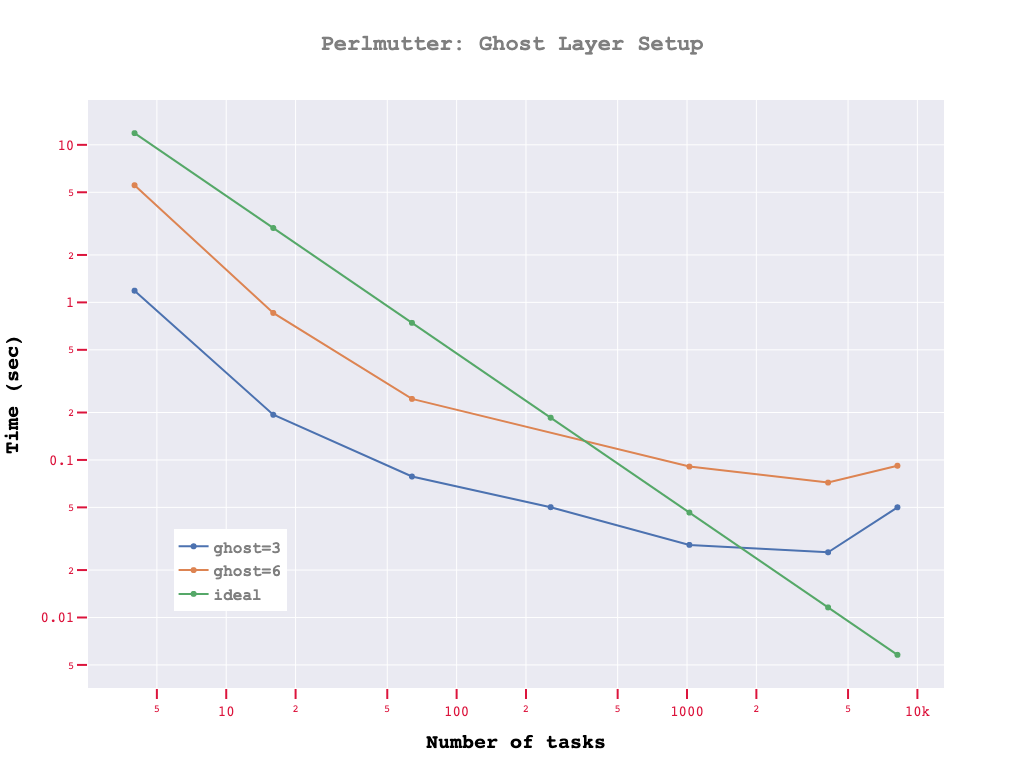 Perlmutter: Ghost Layer Setup
10
5
2
1
5
2
0.1
5
2
0.01
5
Time (sec)
ghost=3
ghost=6
ideal
5 10 2 5 100 2 5 1000 2 5 10k
Number of tasks